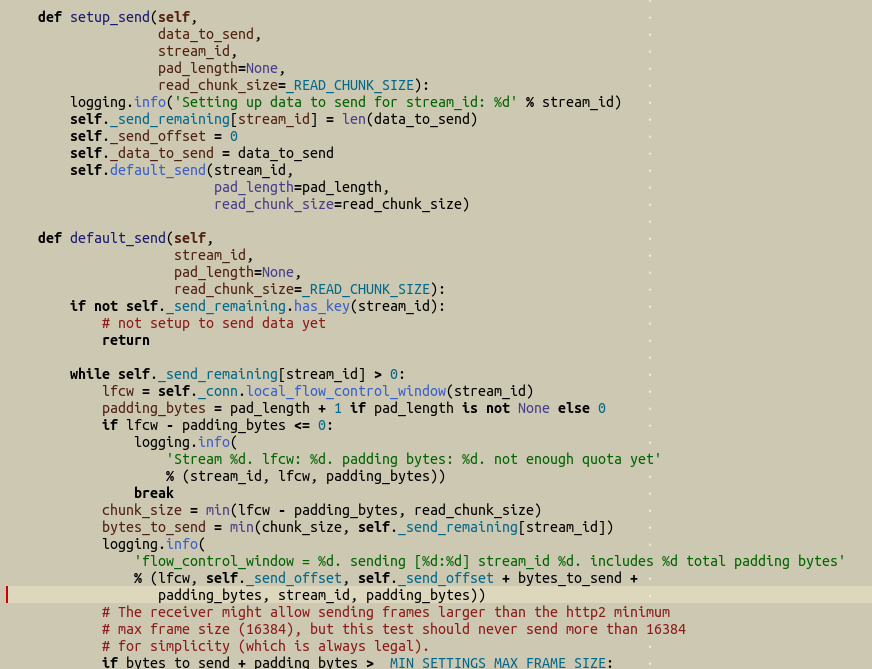 def setup_send(self,
data_to_send,
stream_id,
pad_length=None,
read_chunk_size=_READ_CHUNK_SIZE):
logging.info('Setting up data to send for stream_id: %d' % stream_id)
self._send_remaining[stream_id] = len(data_to_send)
self._send_offset = 0
self._data_to_send = data_to_send
self.default_send(stream_id,
pad_length=pad_length,
read_chunk_size=read_chunk_size)
def default_send(self,
stream_id,
pad_length=None,
read_chunk_size=_READ_CHUNK_SIZE):
if not self._send_remaining.has_key(stream_id):
# not setup to send data yet
return
while self._send_remaining[stream_id] > 0:
lfcw = self._conn.local_flow_control_window(stream_id)
padding_bytes = pad_length + 1 if pad_length is not None else 0
if lfcw - padding_bytes <= 0:
logging.info(
'Stream %d. lfcw: %d. padding bytes: %d. not enough quota yet'
% (stream_id, lfcw, padding_bytes))
break
chunk_size = min(lfcw - padding_bytes, read_chunk_size)
bytes_to_send = min(chunk_size, self._send_remaining[stream_id])
logging.info(
'flow_control_window = %d. sending [%d:%d] stream_id %d. includes %d total padding bytes'
% (lfcw, self._send_offset, self._send_offset + bytes_to_send +
padding_bytes, stream_id, padding_bytes))
# The receiver might allow sending frames larger than the http2 minimum
# max frame size (16384), but this test should never send more than 16384
# for simplicity (which is always legal).
if bytes_to_send + padding_bytes > _MIN_SETTINGS_MAX_FRAME_SIZE: